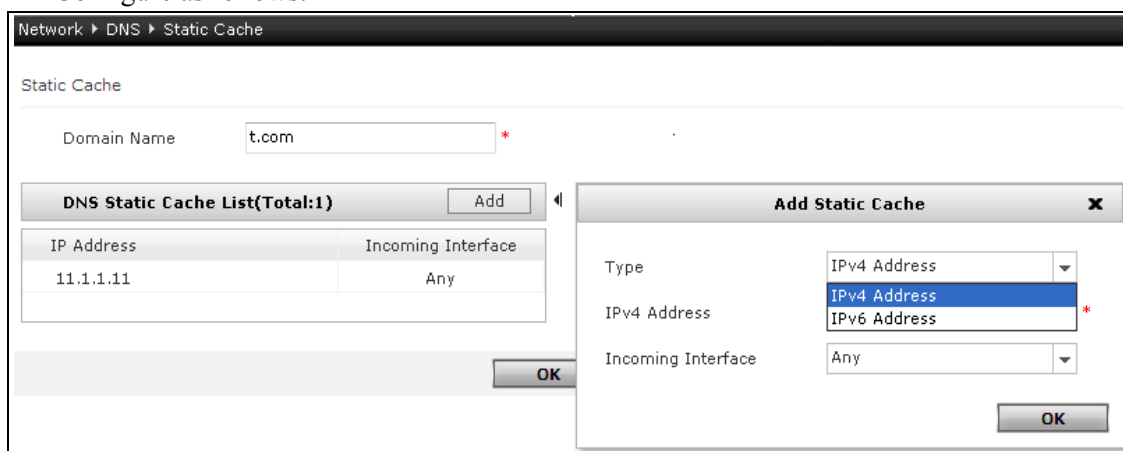 Network ▸ DNS ▸ Static Cache
Static Cache
Domain Name t.com *
DNS Static Cache List(Total:1) Add
IP Address Incoming Interface
11.1.1.11 Any
OK
Add Static Cache x
Type IPv4 Address
IPv4 Address
IPv6 Address
IPv4 Address *
Incoming Interface Any
OK